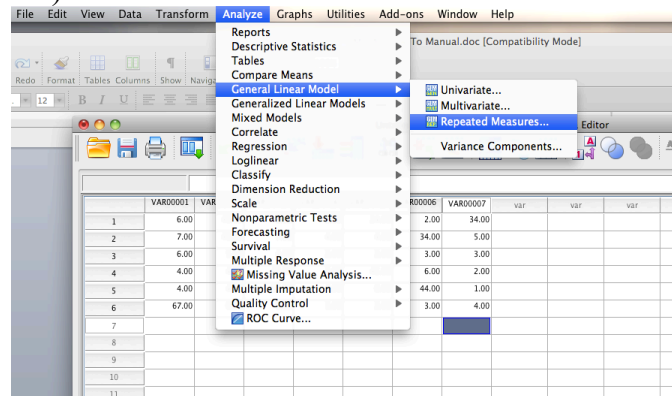 File Edit View Data Transform Analyze Graphs Utilities Add-ons Window Help
To Manual.doc [Compatibility Mode]
Redo Format Tables Columns Show Naviga
12 B I U
Reports
Descriptive Statistics
Tables
Compare Means
General Linear Model
Generalized Linear Models
Mixed Models
Correlate
Regression
Loglinear
Classify
Dimension Reduction
Scale
Nonparametric Tests
Forecasting
Survival
Multiple Response
Missing Value Analysis...
Multiple Imputation
Quality Control
ROC Curve...
Univariate...
Multivariate...
Repeated Measures...
Variance Components...
Editor
VAR00001 VAR R00006 VAR00007 var var var
1 6.00 2.00 34.00
2 7.00 34.00 5.00
3 6.00 3.00 3.00
4 4.00 6.00 2.00
5 4.00 44.00 1.00
6 67.00 3.00 4.00
7
8
9
10
11